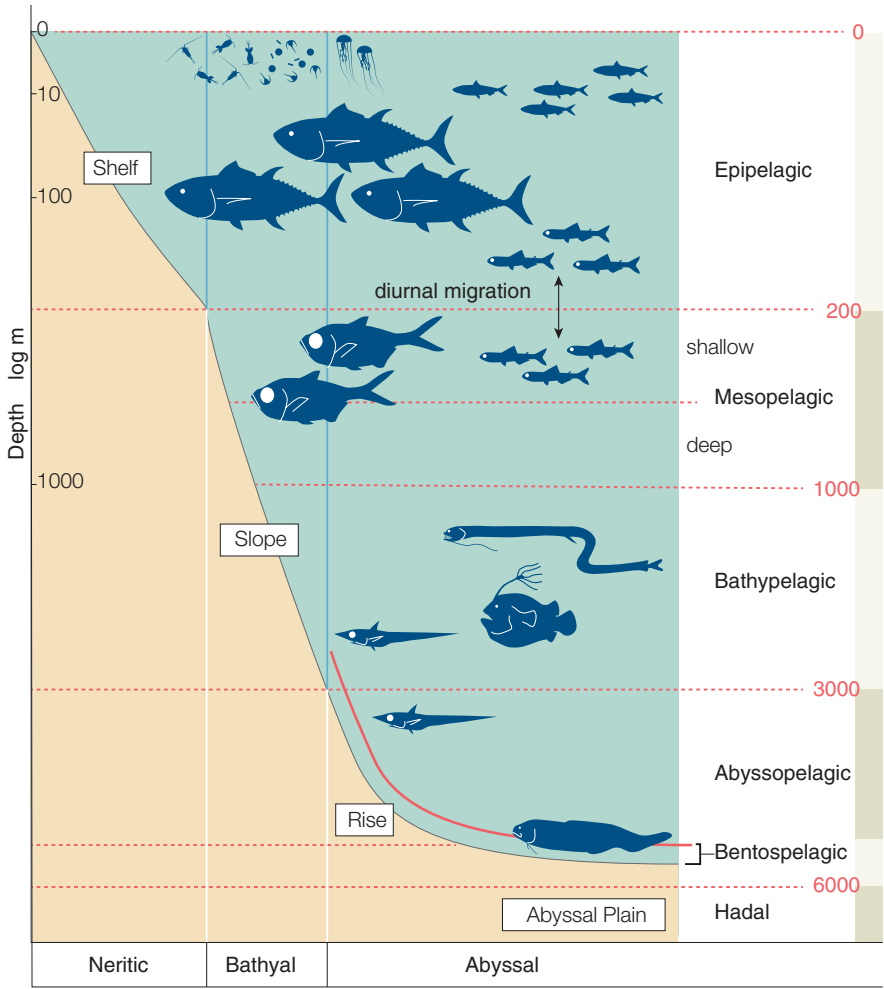 0
0
10
Shelf
Epipelagic
100
diurnal migration
200
shallow
Depth log m
Mesopelagic
deep
1000
1000
Slope
Bathypelagic
3000
Abyssopelagic
Rise
Bentospelagic
6000
Abyssal Plain
Hadal
Neritic
Bathyal
Abyssal